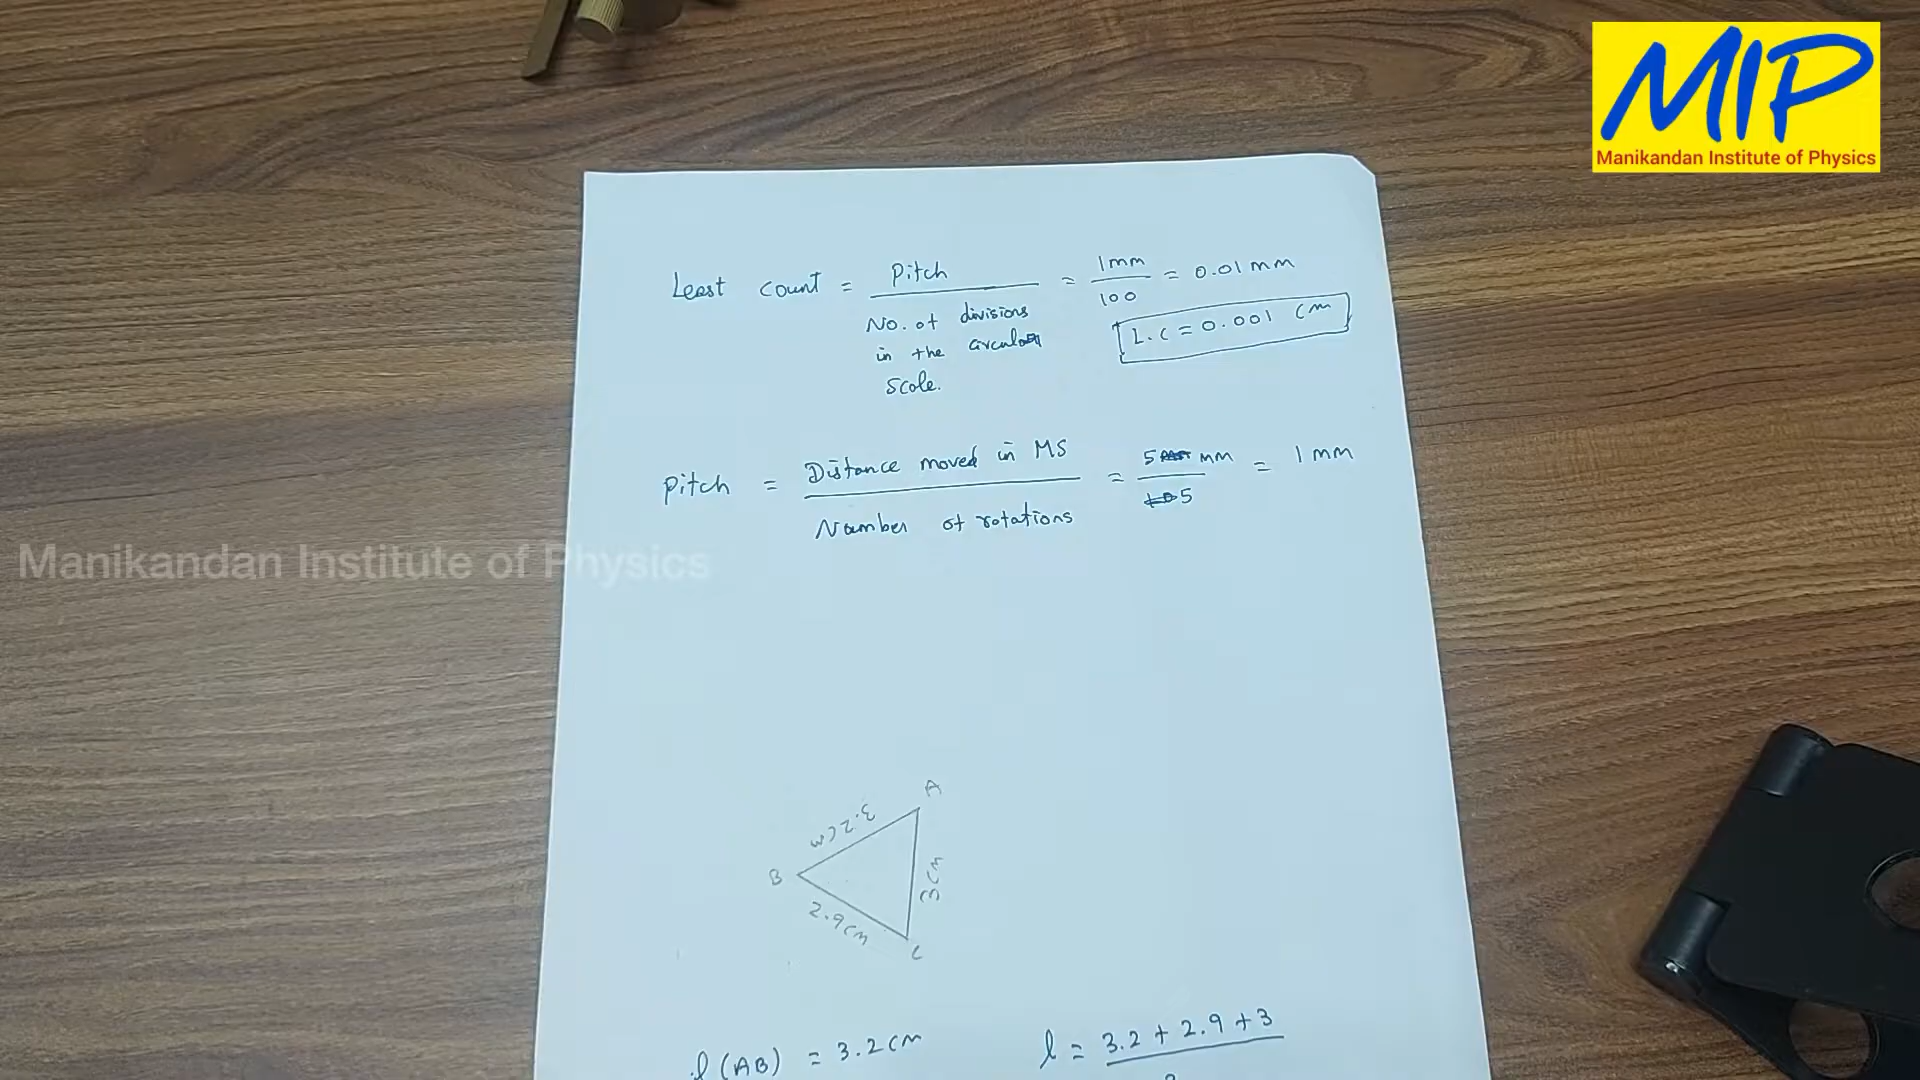 MIP
Manikandan Institute of Physics
Least count = Pitch / No. of divisions in the circular scale. = 1mm / 100 = 0.01 mm
L.C = 0.001 cm
Pitch = Distance moved in MS / Number of rotations = 5 mm / 5 = 1 mm
Manikandan Institute of Physics
A
3.2cm
B
3cm
2.9cm
C
l(AB) = 3.2cm
l = 3.2 + 2.9 + 3